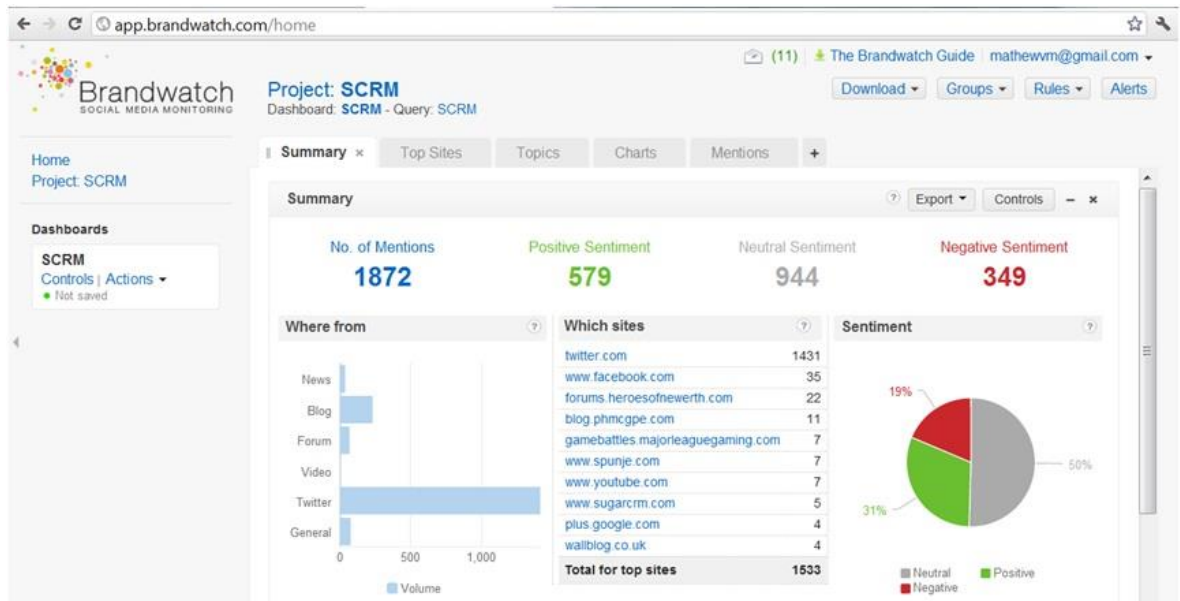 app.brandwatch.com/home
(11) The Brandwatch Guide mathewvm@gmail.com
Brandwatch
SOCIAL MEDIA MONITORING
Project: SCRM
Dashboard: SCRM - Query: SCRM
Download Groups Rules Alerts
Home
Project: SCRM
Dashboards
SCRM
Controls | Actions
Not saved
Summary × Top Sites Topics Charts Mentions +
Summary
? Export Controls – ×
No. of Mentions Positive Sentiment Neutral Sentiment Negative Sentiment
1872 579 944 349
Where from ?
News
Blog
Forum
Video
Twitter
General
0 500 1,000
Volume
Which sites ?
twitter.com 1431
www.facebook.com 35
forums.heroesofnewerth.com 22
blog.phmcgpe.com 11
gamebattles.majorleaguegaming.com 7
www.spunje.com 7
www.youtube.com 7
www.sugarcrm.com 5
plus.google.com 4
wallblog.co.uk 4
Total for top sites 1533
Sentiment ?
19%
50%
31%
Neutral Positive
Negative